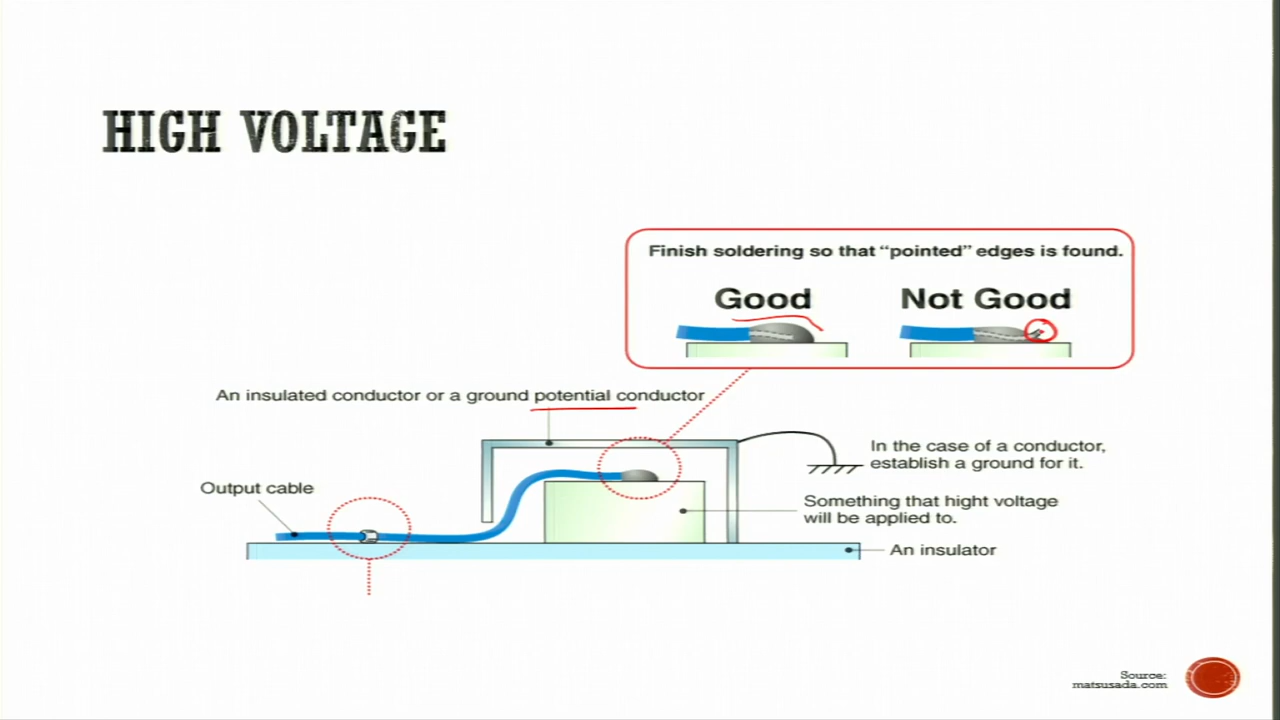 HIGH VOLTAGE
Finish soldering so that “pointed” edges is found.
Good
Not Good
An insulated conductor or a ground potential conductor
In the case of a conductor,
establish a ground for it.
Output cable
Something that hight voltage
will be applied to.
An insulator
Source:
matsusada.com